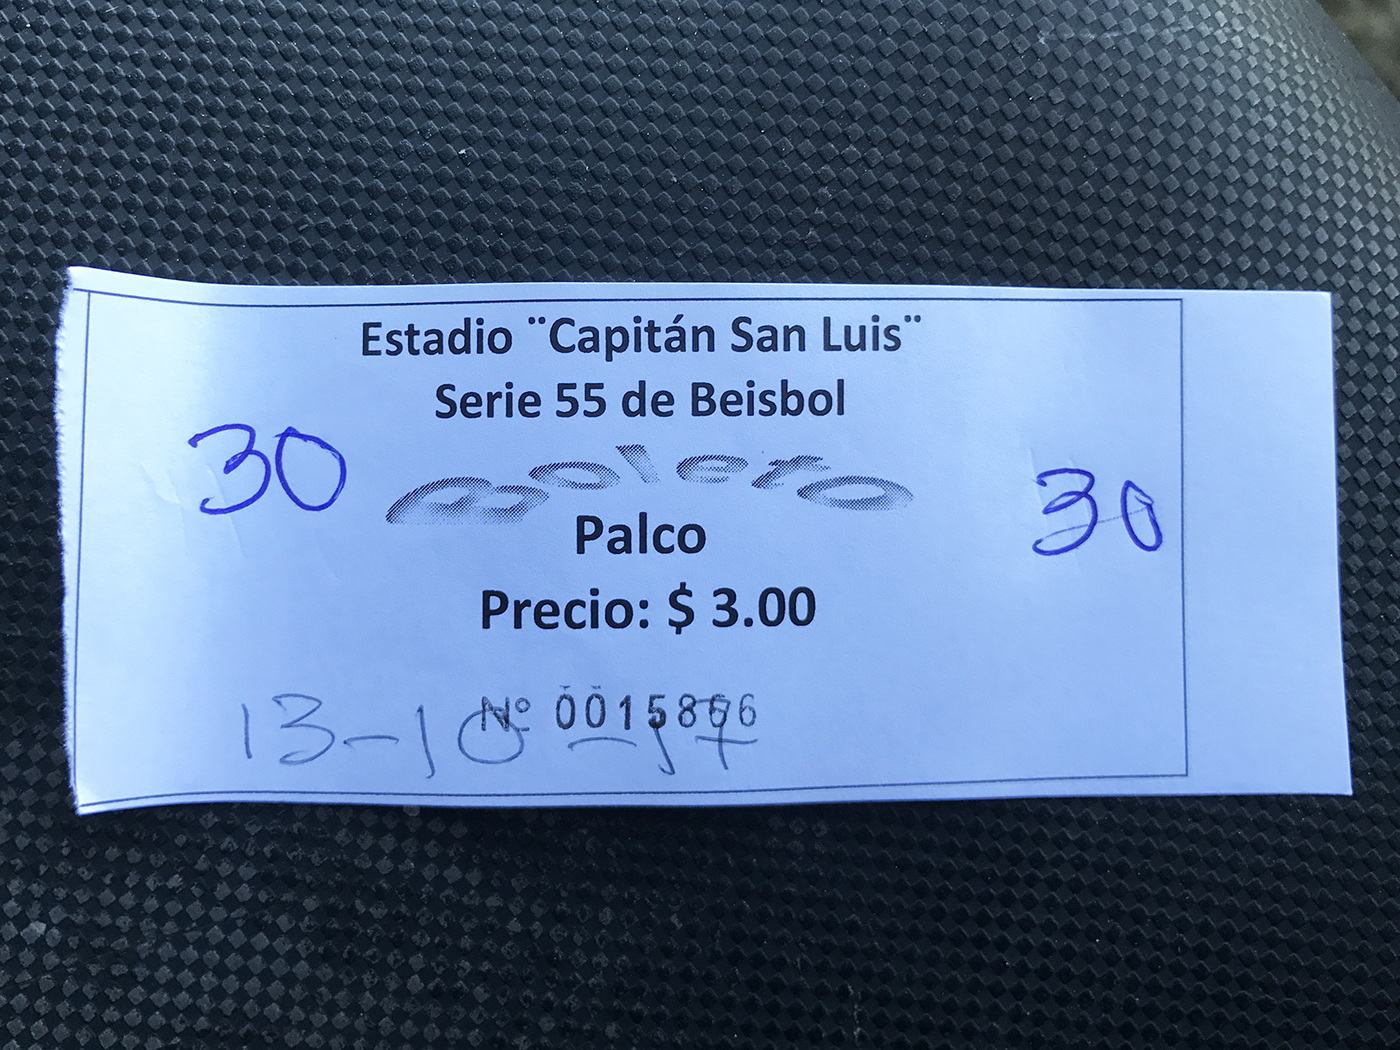 Estadio ¨Capitán San Luis¨
Serie 55 de Beisbol
30
Bolero
30
Palco
Precio: $ 3.00
Nº 0015866
13-10-17